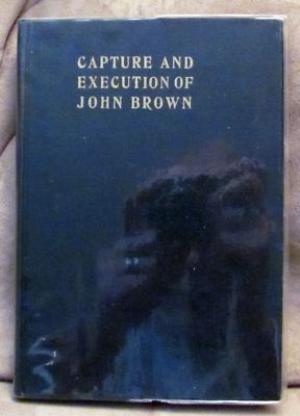 CAPTURE AND
EXECUTION OF
JOHN BROWN